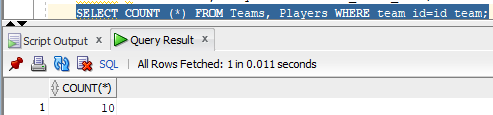 SELECT COUNT (*) FROM Teams, Players WHERE team id=id team;
Script Output x Query Result x
SQL | All Rows Fetched: 1 in 0.011 seconds
COUNT(*)
1 10